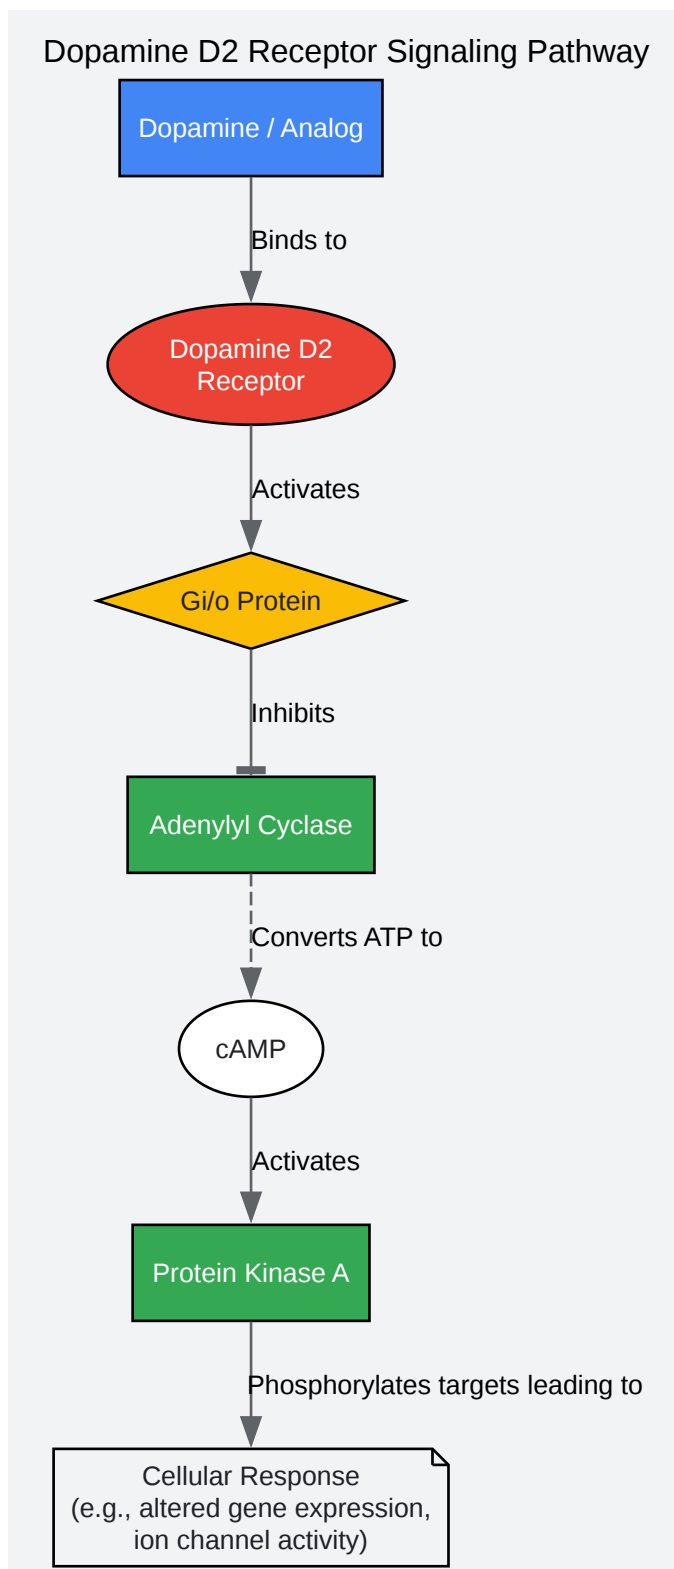 Dopamine D2 Receptor Signaling Pathway
Dopamine / Analog
Binds to
Dopamine D2
Receptor
Activates
Gi/o Protein
Inhibits
Adenylyl Cyclase
Converts ATP to
cAMP
Activates
Protein Kinase A
Phosphorylates targets leading to
Cellular Response
(e.g., altered gene expression,
ion channel activity)